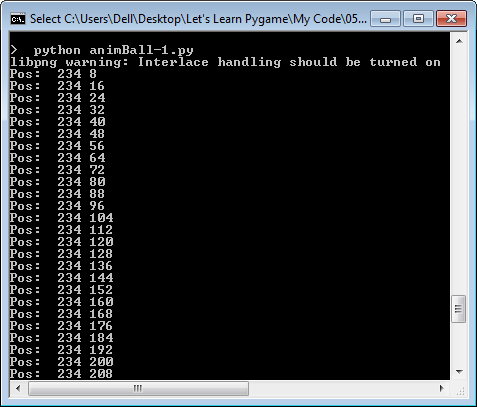 Select C:\Users\Dell\Desktop\Let's Learn Pygame\My Code\05...
>  python animBall-1.py
libpng warning: Interlace handling should be turned on
Pos:  234 8
Pos:  234 16
Pos:  234 24
Pos:  234 32
Pos:  234 40
Pos:  234 48
Pos:  234 56
Pos:  234 64
Pos:  234 72
Pos:  234 80
Pos:  234 88
Pos:  234 96
Pos:  234 104
Pos:  234 112
Pos:  234 120
Pos:  234 128
Pos:  234 136
Pos:  234 144
Pos:  234 152
Pos:  234 160
Pos:  234 168
Pos:  234 176
Pos:  234 184
Pos:  234 192
Pos:  234 200
Pos:  234 208